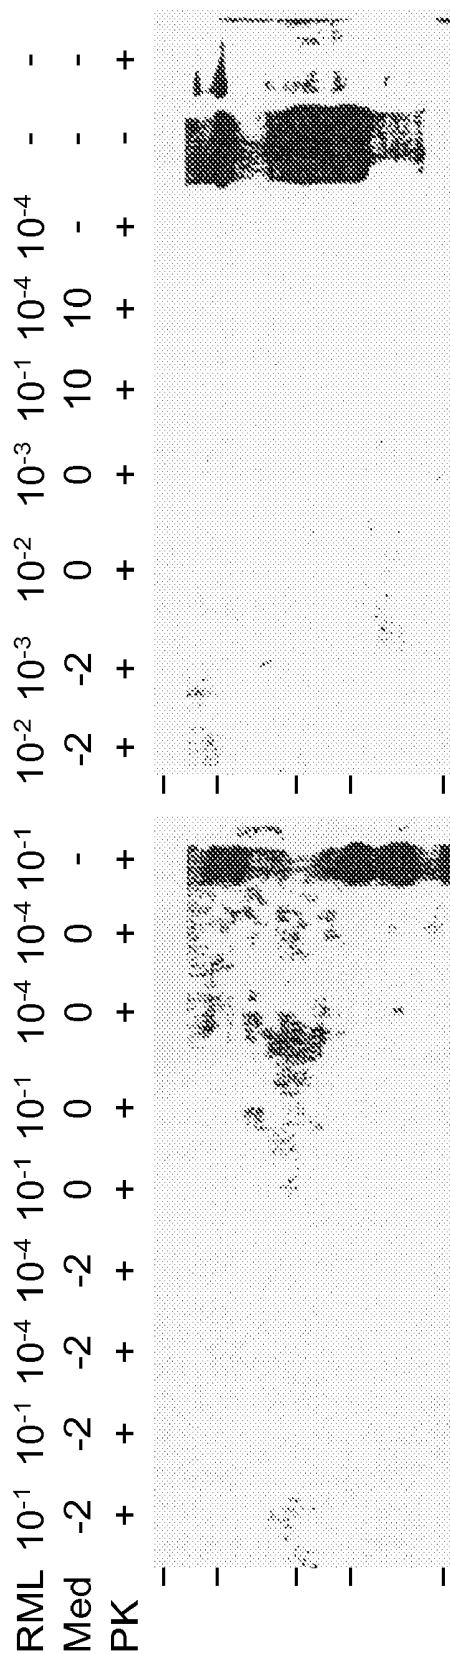 RML 10⁻¹ 10⁻¹ 10⁻⁴ 10⁻⁴ 10⁻¹ 10⁻¹ 10⁻⁴ 10⁻⁴ 10⁻¹ 10⁻² 10⁻³ 10⁻² 10⁻³ 10⁻¹ 10⁻⁴ 10⁻⁴ - -
Med -2 -2 -2 -2 0 0 0 0 - -2 -2 0 0 10 10 - - -
PK + + + + + + + + + + + + + + + + - +